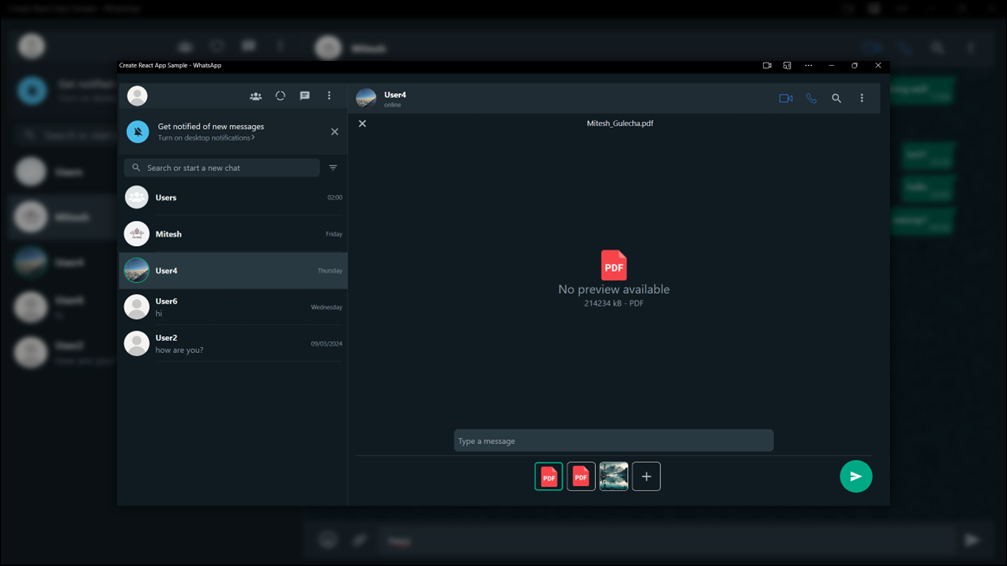 Create React App Sample - WhatsApp
User4
online
Get notified of new messages
Turn on desktop notifications >
Mitesh_Gulecha.pdf
Search or start a new chat
Users
02:00
Mitesh
Friday
User4
Thursday
PDF
No preview available
214234 kB - PDF
User6
hi
Wednesday
User2
how are you?
09/03/2024
Type a message
PDF
PDF